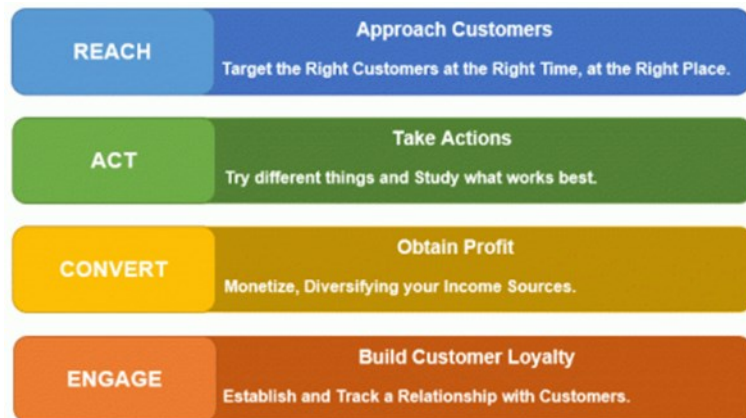 REACH
Approach Customers
Target the Right Customers at the Right Time, at the Right Place.
ACT
Take Actions
Try different things and Study what works best.
CONVERT
Obtain Profit
Monetize, Diversifying your Income Sources.
ENGAGE
Build Customer Loyalty
Establish and Track a Relationship with Customers.